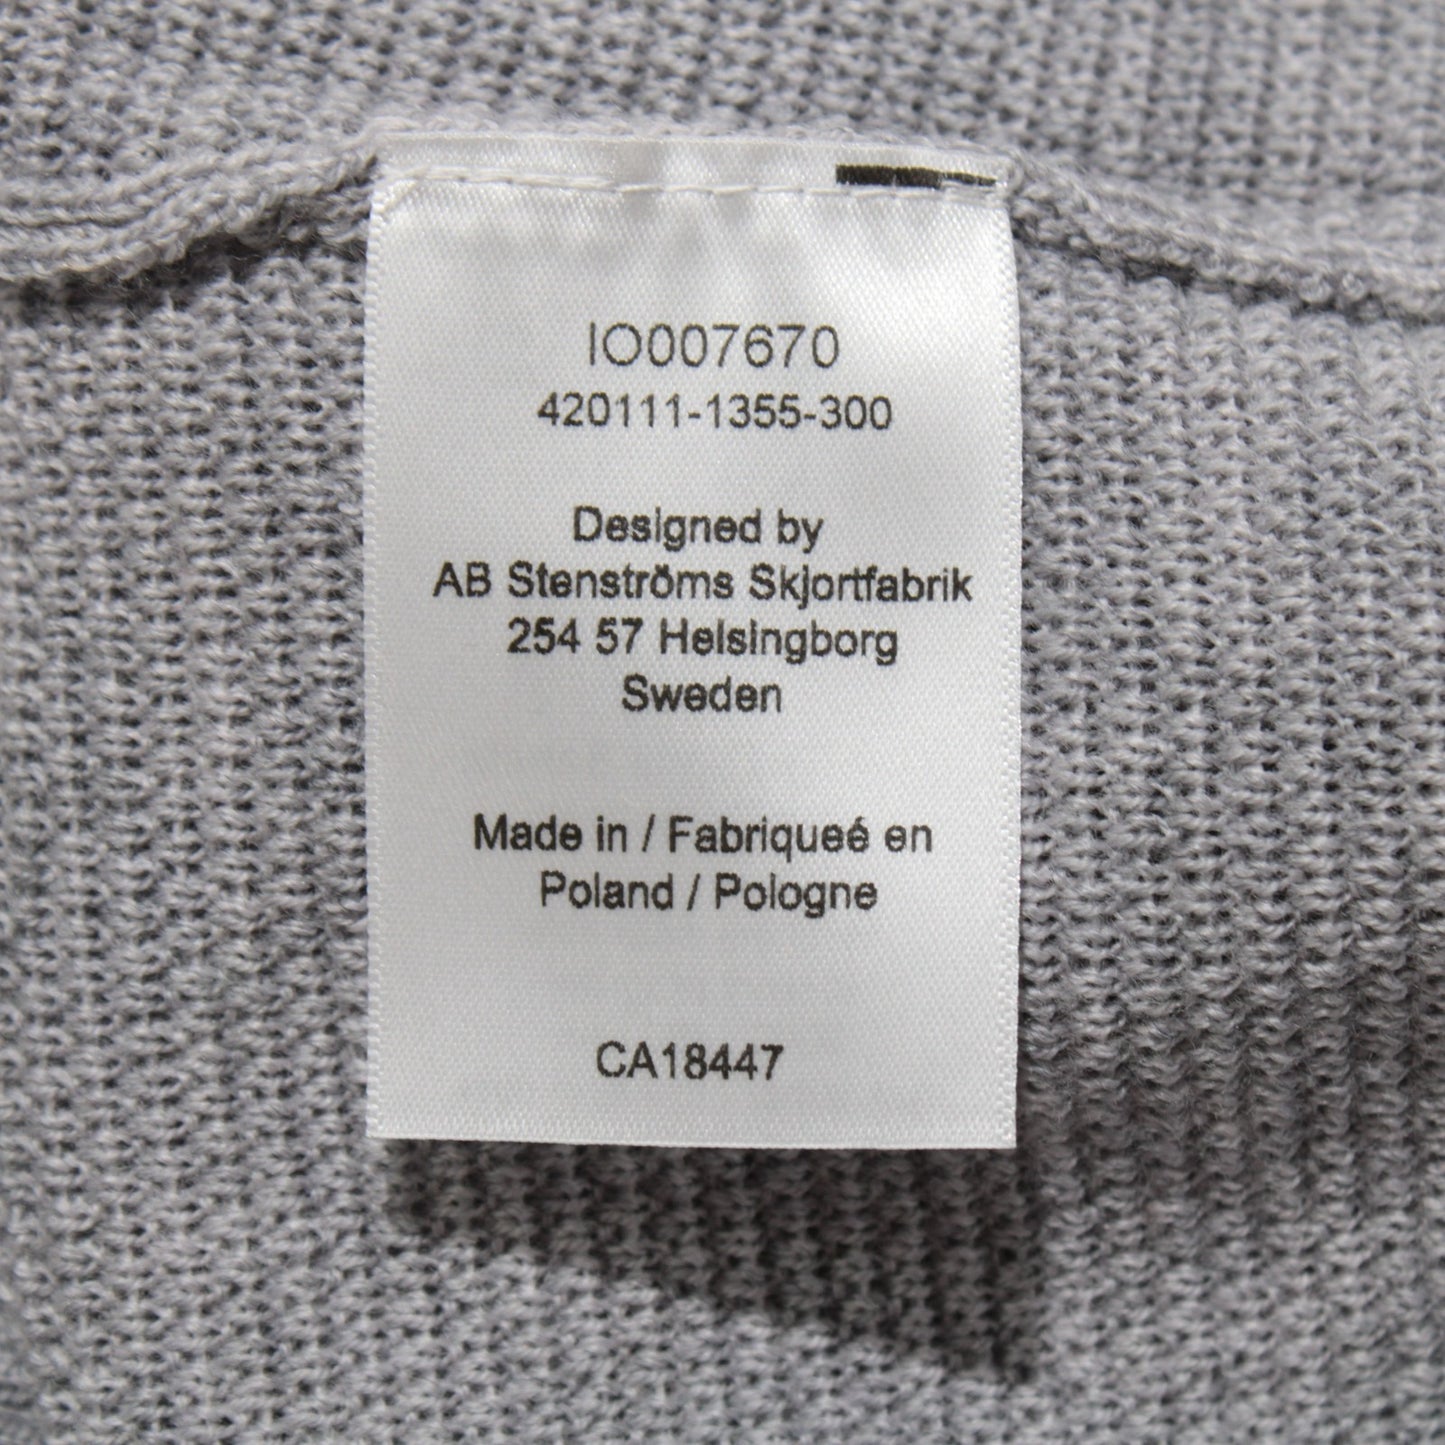 IO007670
420111-1355-300
Designed by
AB Stenströms Skjortfabrik
254 57 Helsingborg
Sweden
Made in / Fabriqueé en
Poland / Pologne
CA18447